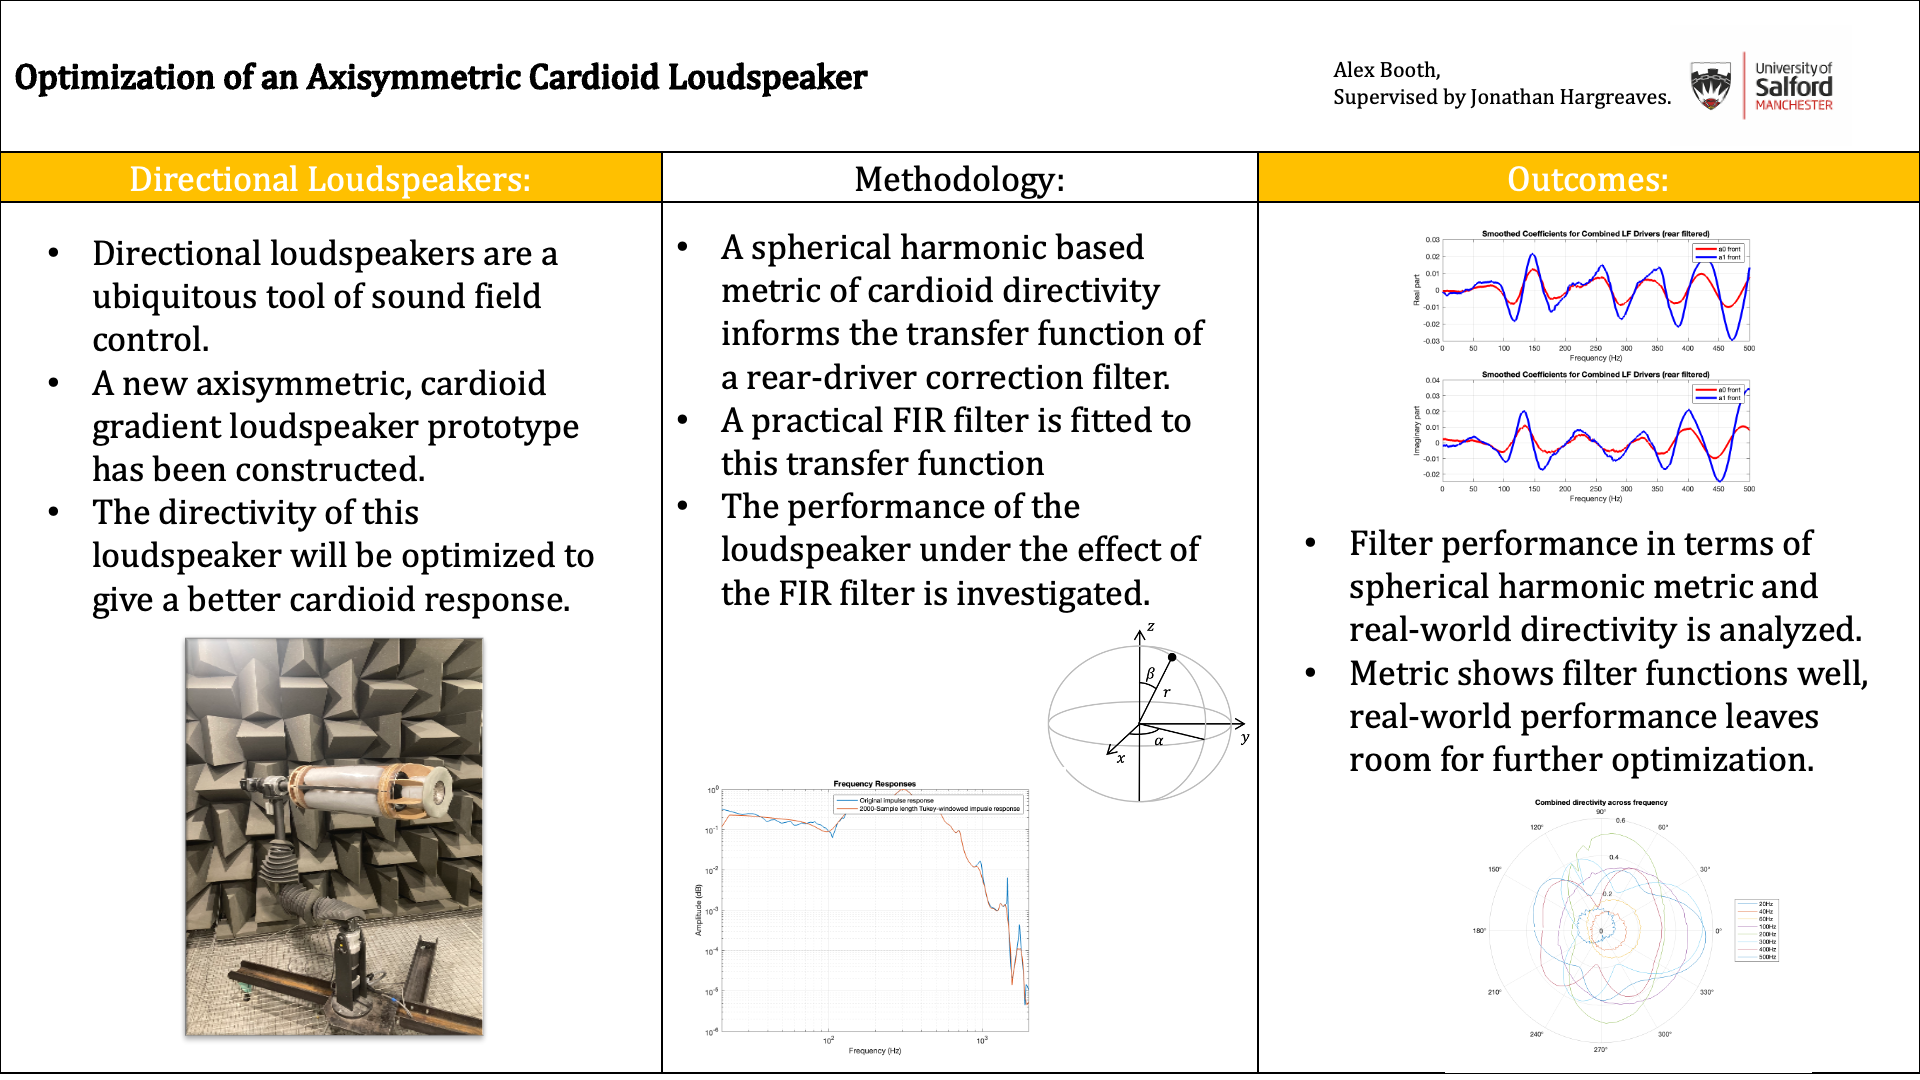 Optimization of an Axisymmetric Cardioid Loudspeaker
Alex Booth,
Supervised by Jonathan Hargreaves.
University of
Salford
MANCHESTER
Directional Loudspeakers:
• Directional loudspeakers are a
ubiquitous tool of sound field
control.
• A new axisymmetric, cardioid
gradient loudspeaker prototype
has been constructed.
• The directivity of this
loudspeaker will be optimized to
give a better cardioid response.
Methodology:
• A spherical harmonic based
metric of cardioid directivity
informs the transfer function of
a rear-driver correction filter.
• A practical FIR filter is fitted to
this transfer function
• The performance of the
loudspeaker under the effect of
the FIR filter is investigated.
z
β
r
y
α
x
Frequency Responses
Original impulse response
2000-Sample length Tukey-windowed impulse response
Amplitude (dB)
10^0
10^-1
10^-2
10^-3
10^-4
10^-5
10^-6
10^2 10^3
Frequency (Hz)
Outcomes:
Smoothed Coefficients for Combined LF Drivers (rear filtered)
a0 front
a1 front
Real part
0.03
0.02
0.01
0
-0.01
-0.02
-0.03
0 50 100 150 200 250 300 350 400 450 500
Frequency (Hz)
Smoothed Coefficients for Combined LF Drivers (rear filtered)
a0 front
a1 front
Imaginary part
0.04
0.03
0.02
0.01
0
-0.01
-0.02
0 50 100 150 200 250 300 350 400 450 500
Frequency (Hz)
• Filter performance in terms of
spherical harmonic metric and
real-world directivity is analyzed.
• Metric shows filter functions well,
real-world performance leaves
room for further optimization.
Combined directivity across frequency
90°
120° 0.6 60°
0.4
150° 30°
0.2
180° 0 0°
210° 330°
240° 300°
270°
20Hz
40Hz
60Hz
100Hz
200Hz
300Hz
400Hz
500Hz